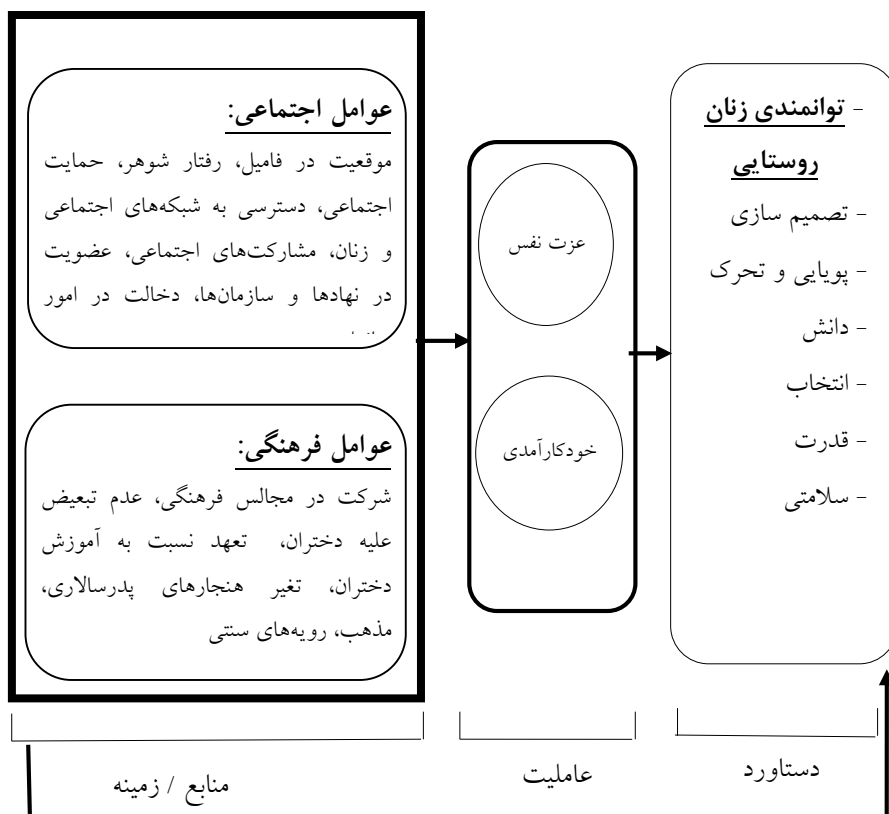 عوامل اجتماعی:
موقعیت در فامیل، رفتار شوهر، حمایت
اجتماعی، دسترسی به شبکه‌های اجتماعی
و زنان، مشارکت‌های اجتماعی، عضویت
در نهادها و سازمان‌ها، دخالت در امور
عوامل فرهنگی:
شرکت در مجالس فرهنگی، عدم تبعیض
علیه دختران، تعهد نسبت به آموزش
دختران، تغیر هنجارهای پدرسالاری،
مذهب، رویه‌های سنتی
منابع / زمینه
عزت نفس
خودکارآمدی
عاملیت
- توانمندی زنان
روستایی
- تصمیم سازی
- پویایی و تحرک
- دانش
- انتخاب
- قدرت
- سلامتی
دستاورد